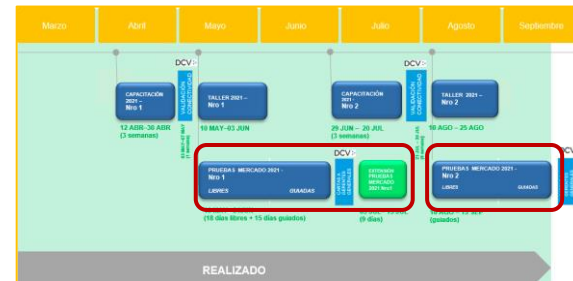 Marzo Abril Mayo Junio Julio Agosto Septiembre
DCV
DCV
CAPACITACIÓN
2021 -
Nro 1
VALIDACIÓN
CONECTIVIDAD
TALLER 2021 -
Nro 1
CAPACITACIÓN
2021 -
Nro 2
VALIDACIÓN
CONECTIVIDAD
TALLER 2021 -
Nro 2
12 ABR-30 ABR
(3 semanas)
10 MAY-03 JUN
29 JUN – 20 JUL
(3 semanas)
AGO – 25 AGO
DCV
DCV
PRUEBAS MERCADO 2021 -
Nro 1
LIBRES GUIADAS
EXTENSIÓN
PRUEBAS
MERCADO
2021 Nro1
PRUEBAS MERCADO 2021 -
Nro 2
LIBRES GUIADAS
(18 días libres + 15 días guiados)
(9 días)
(guiados)
REALIZADO